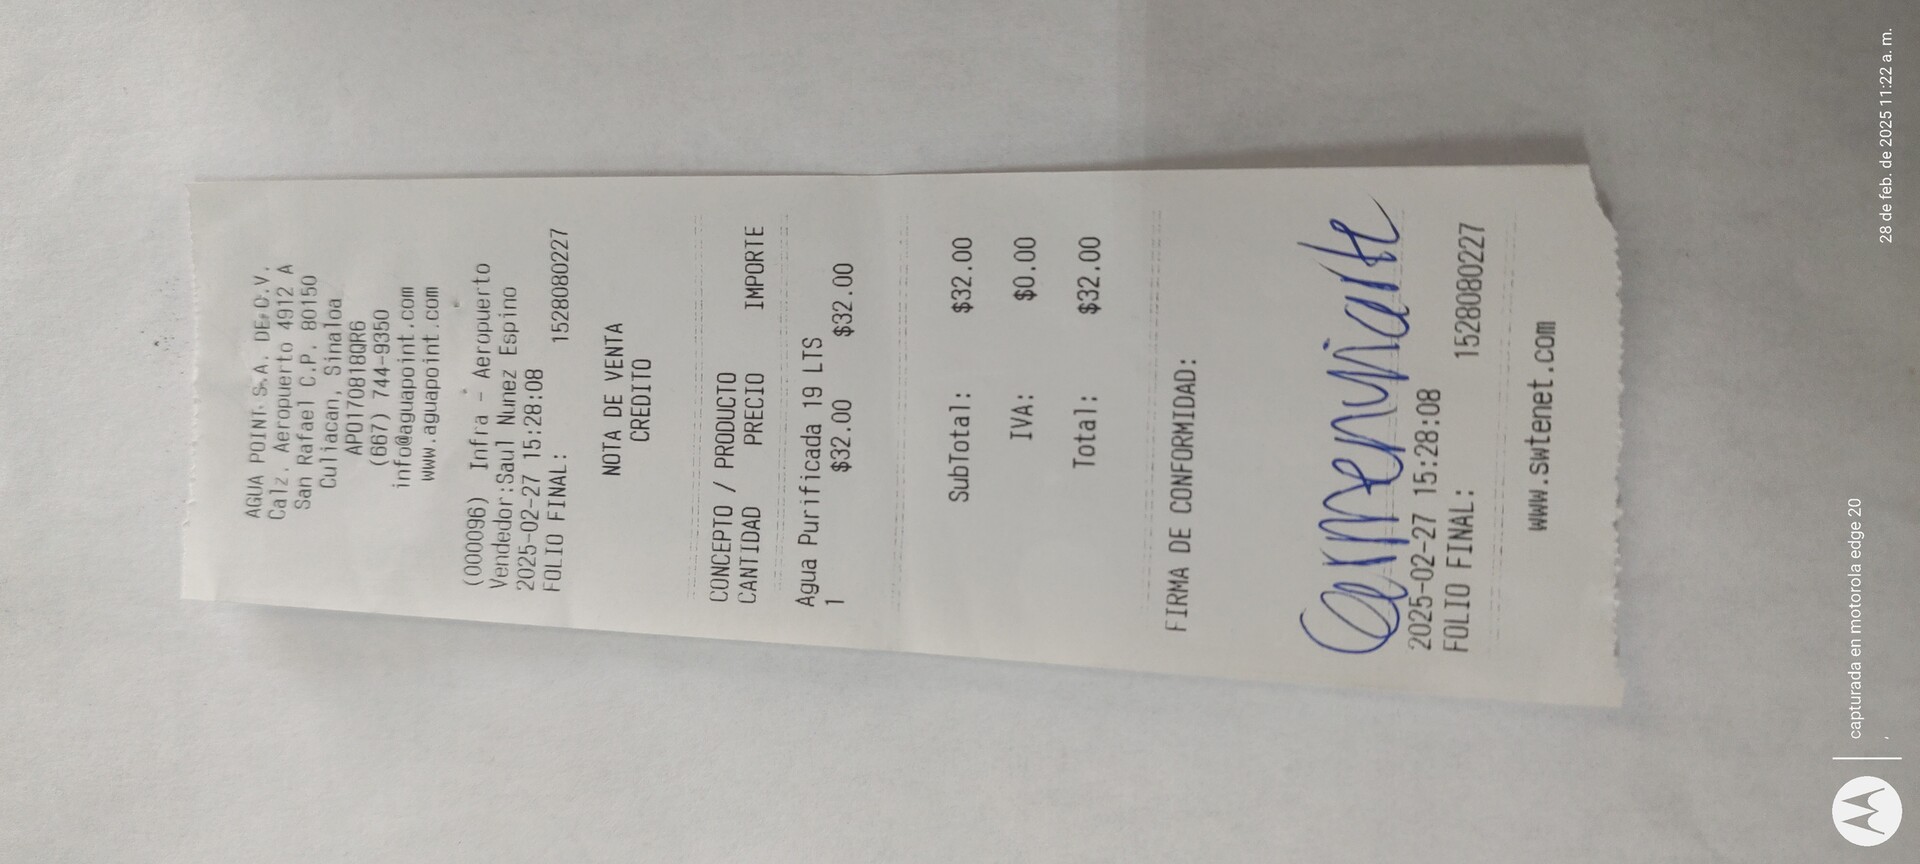 AGUA POINT S.A. DE C.V.
Calz. Aeropuerto 4912 A
San Rafael C.P. 80150
Culiacan, Sinaloa
APO170818QR6
(667) 744-9350
info@aguapoint.com
www.aguapoint.com
(000096) Infra - Aeropuerto
Vendedor:Saul Nunez Espino
2025-02-27 15:28:08
FOLIO FINAL: 1528080227
NOTA DE VENTA
CREDITO
CONCEPTO / PRODUCTO
CANTIDAD PRECIO IMPORTE
Agua Purificada 19 LTS
1 $32.00 $32.00
SubTotal: $32.00
IVA: $0.00
Total: $32.00
FIRMA DE CONFORMIDAD:
2025-02-27 15:28:08
FOLIO FINAL: 1528080227
www.swtenet.com
capturada en motorola edge 20
28 de feb. de 2025 11:22 a. m.